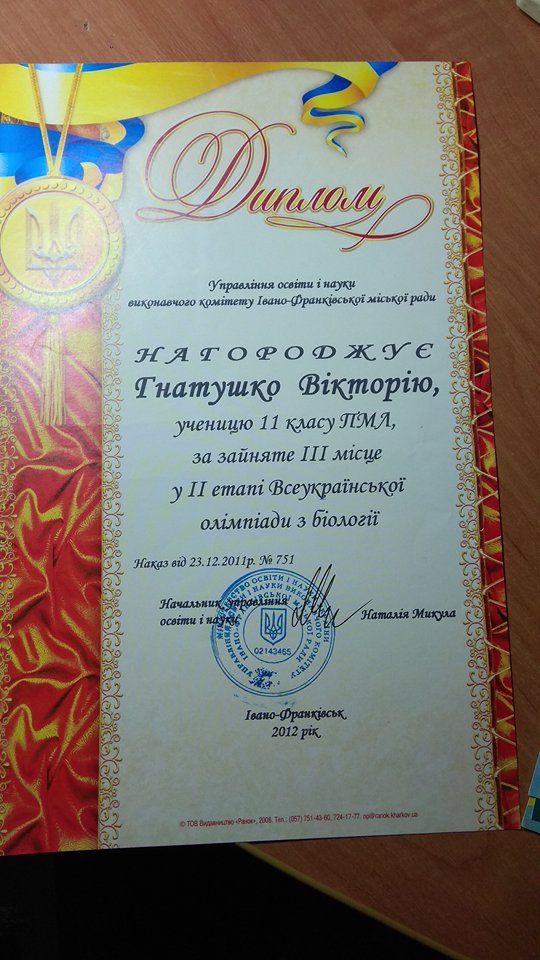 Диплом
Управління освіти і науки
виконавчого комітету Івано-Франківської міської ради
НАГОРОДЖУЄ
Гнатушко Вікторію,
ученицю 11 класу ПМЛ,
за зайняте III місце
у II етапі Всеукраїнської
олімпіади з біології
Наказ від 23.12.2011р. № 751
Начальник управління
освіти і науки
Наталія Микула
02143465
Івано-Франківськ
2012 рік
© ТОВ Видавництво «Ранок», 2008. Тел.: (057) 751-43-60, 724-17-77. np@ranok.kharkov.ua